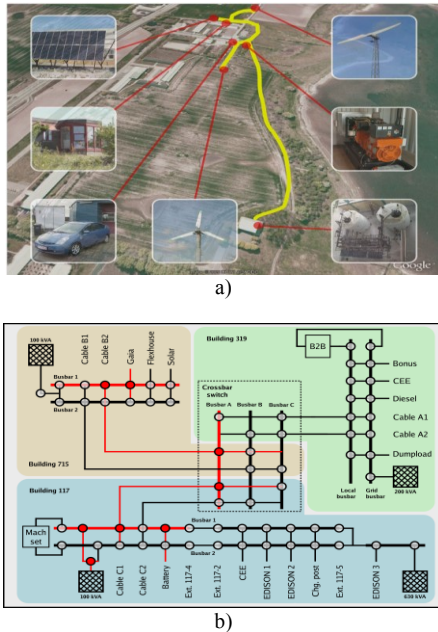 Google
a)
Building 319
100 kVA
Cable B1
Cable B2
Gaia
Flexhouse
Solar
Busbar 1
Busbar 2
Building 715
Crossbar
switch
Busbar A
Busbar B
Busbar C
B2B
Bonus
CEE
Diesel
Cable A1
Cable A2
Dumpload
Local
busbar
Grid
busbar
200 kVA
Building 117
Mach
set
Busbar 1
Busbar 2
100 kVA
Cable C1
Cable C2
Battery
Ext. 117-4
Ext. 117-2
CEE
EDISON 1
EDISON 2
Chg. post
Ext. 117-5
EDISON 3
630 kVA
b)